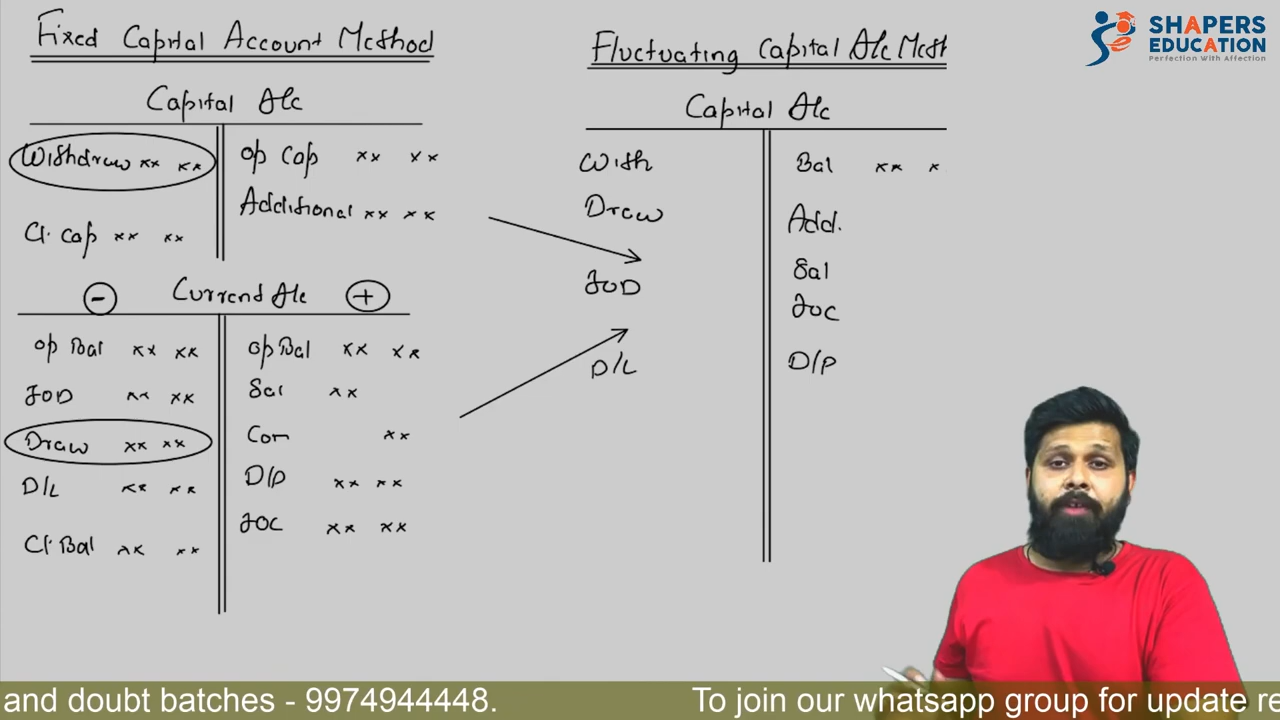 Fixed Capital Account Method
Capital A/c
Withdraw xx xx
op Cap xx xx
Additional xx xx
Cl. Cap xx xx
Current A/c
- +
op Bal xx xx
op Bal xx xx
IOD xx xx
Sal xx
Draw xx xx
Com xx
D/L xx xx
D/P xx xx
IOC xx xx
Cl. Bal xx xx
Fluctuating Capital A/c Meth
Capital A/c
With
Bal xx x
Draw
Add.
Sal
IOD
IOC
D/L
D/P
SHAPERS
EDUCATION
Perfection With Affection
and doubt batches - 9974944448. To join our whatsapp group for update re